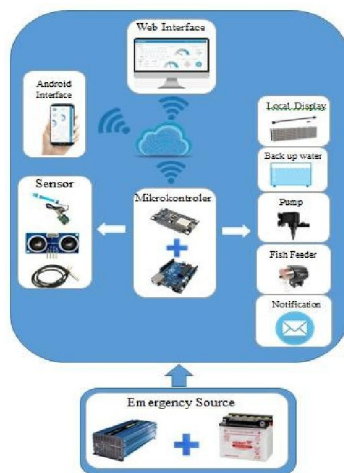 Web Interface
Android
Interface
Local Display
Back up water
Sensor
Mikrokontroler
Pump
Fish Feeder
Notification
Emergency Source